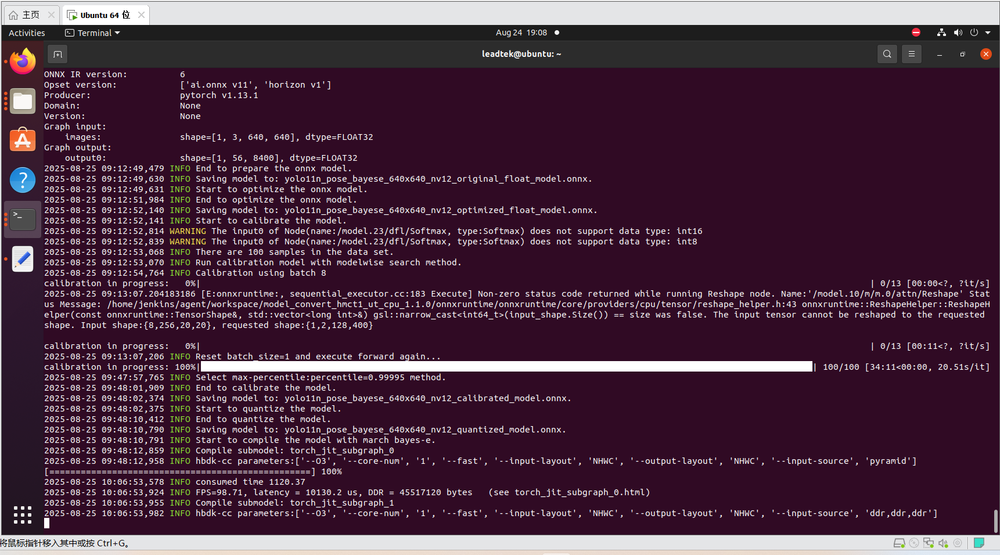 主页
Ubuntu 64 位
Activities
Terminal
Aug 24 19:08
leadtek@ubuntu: ~
ONNX IR version: 6
Opset version: ['ai.onnx v11', 'horizon v1']
Producer: pytorch v1.13.1
Domain: None
Version: None
Graph input:
images: shape=[1, 3, 640, 640], dtype=FLOAT32
Graph output:
output0: shape=[1, 56, 8400], dtype=FLOAT32
2025-08-25 09:12:49,479 INFO End to prepare the onnx model.
2025-08-25 09:12:49,630 INFO Saving model to: yolo11n_pose_bayese_640x640_nv12_original_float_model.onnx.
2025-08-25 09:12:49,631 INFO Start to optimize the onnx model.
2025-08-25 09:12:51,984 INFO End to optimize the onnx model.
2025-08-25 09:12:52,140 INFO Saving model to: yolo11n_pose_bayese_640x640_nv12_optimized_float_model.onnx.
2025-08-25 09:12:52,141 INFO Start to calibrate the model.
2025-08-25 09:12:52,814 WARNING The input0 of Node(name:/model.23/dfl/Softmax, type:Softmax) does not support data type: int16
2025-08-25 09:12:52,839 WARNING The input0 of Node(name:/model.23/dfl/Softmax, type:Softmax) does not support data type: int8
2025-08-25 09:12:53,068 INFO There are 100 samples in the data set.
2025-08-25 09:12:53,070 INFO Run calibration model with modelwise search method.
2025-08-25 09:12:54,764 INFO Calibration using batch 8
calibration in progress: 0%| | 0/13 [00:00<?, ?it/s]
2025-08-25 09:13:07.204183186 [E:onnxruntime:, sequential_executor.cc:183 Execute] Non-zero status code returned while running Reshape node. Name:'/model.10/m/m.0/attn/Reshape' Stat
us Message: /home/jenkins/agent/workspace/model_convert_hmct1_ut_cpu_1.1.0/onnxruntime/onnxruntime/core/providers/cpu/tensor/reshape_helper.h:43 onnxruntime::ReshapeHelper::ReshapeH
elper(const onnxruntime::TensorShape&, std::vector<long int>&) gsl::narrow_cast<int64_t>(input_shape.Size()) == size was false. The input tensor cannot be reshaped to the requested
shape. Input shape:{8,256,20,20}, requested shape:{1,2,128,400}
calibration in progress: 0%| | 0/13 [00:11<?, ?it/s]
2025-08-25 09:13:07,206 INFO Reset batch_size=1 and execute forward again...
calibration in progress: 100%| | 100/100 [34:11<00:00, 20.51s/it]
2025-08-25 09:47:57,765 INFO Select max-percentile:percentile=0.99995 method.
2025-08-25 09:48:01,909 INFO End to calibrate the model.
2025-08-25 09:48:02,374 INFO Saving model to: yolo11n_pose_bayese_640x640_nv12_calibrated_model.onnx.
2025-08-25 09:48:02,375 INFO Start to quantize the model.
2025-08-25 09:48:10,412 INFO End to quantize the model.
2025-08-25 09:48:10,790 INFO Saving model to: yolo11n_pose_bayese_640x640_nv12_quantized_model.onnx.
2025-08-25 09:48:10,791 INFO Start to compile the model with march bayes-e.
2025-08-25 09:48:12,859 INFO Compile submodel: torch_jit_subgraph_0
2025-08-25 09:48:12,958 INFO hbdk-cc parameters:['--O3', '--core-num', '1', '--fast', '--input-layout', 'NHWC', '--output-layout', 'NHWC', '--input-source', 'pyramid']
[==================================================] 100%
2025-08-25 10:06:53,578 INFO consumed time 1120.37
2025-08-25 10:06:53,924 INFO FPS=98.71, latency = 10130.2 us, DDR = 45517120 bytes (see torch_jit_subgraph_0.html)
2025-08-25 10:06:53,955 INFO Compile submodel: torch_jit_subgraph_1
2025-08-25 10:06:53,982 INFO hbdk-cc parameters:['--O3', '--core-num', '1', '--fast', '--input-layout', 'NHWC', '--output-layout', 'NHWC', '--input-source', 'ddr,ddr,ddr']
将鼠标指针移入其中或按 Ctrl+G。